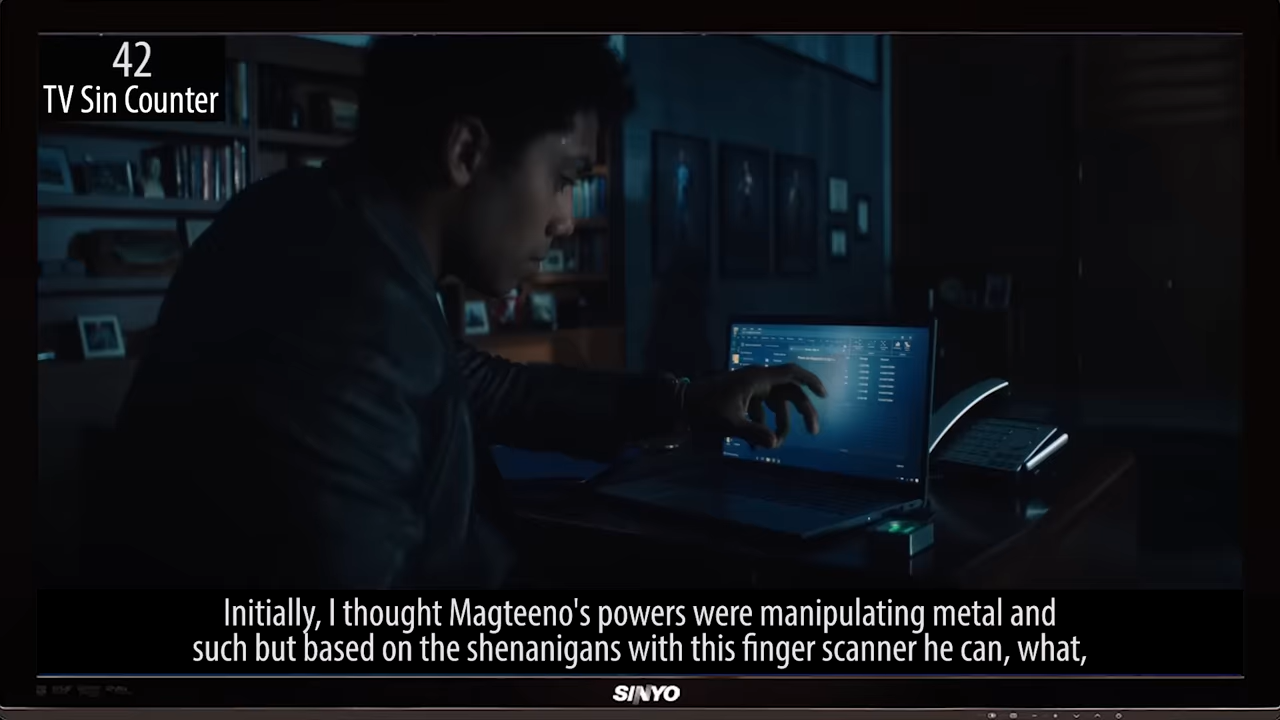 42
TV Sin Counter
Initially, I thought Magteeno's powers were manipulating metal and
such but based on the shenanigans with this finger scanner he can, what,
SINYO